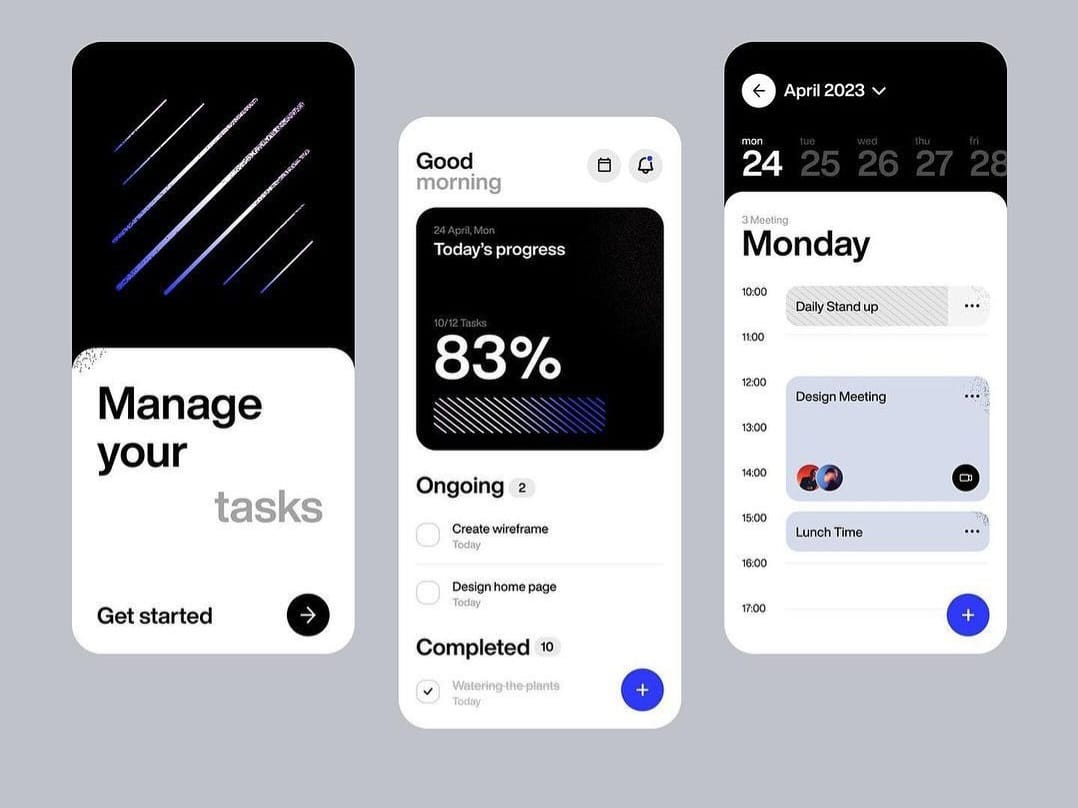 Manage
your
tasks
Get started
Good
morning
24 April, Mon
Today's progress
10/12 Tasks
83%
Ongoing 2
Create wireframe
Today
Design home page
Today
Completed 10
Watering the plants
Today
April 2023
mon tue wed thu fri
24 25 26 27 28
3 Meeting
Monday
10:00
Daily Stand up
11:00
12:00
Design Meeting
13:00
14:00
15:00
Lunch Time
16:00
17:00